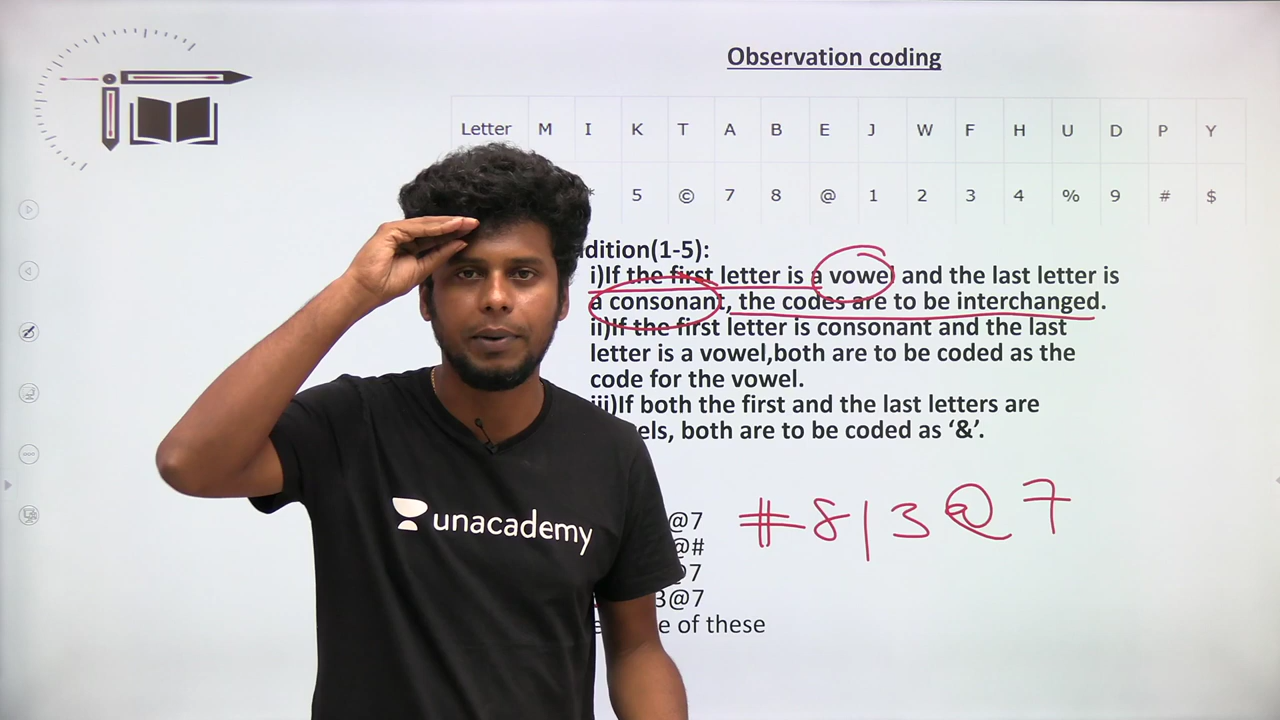 Observation coding
Letter M I K T A B E J W F H U D P Y
* 5 © 7 8 @ 1 2 3 4 % 9 # $
dition(1-5):
i)If the first letter is a vowel and the last letter is
a consonant, the codes are to be interchanged.
ii)If the first letter is consonant and the last
letter is a vowel,both are to be coded as the
code for the vowel.
iii)If both the first and the last letters are
els, both are to be coded as ‘&’.
@7
@#
@7
3@7
e of these
#813@7
unacademy